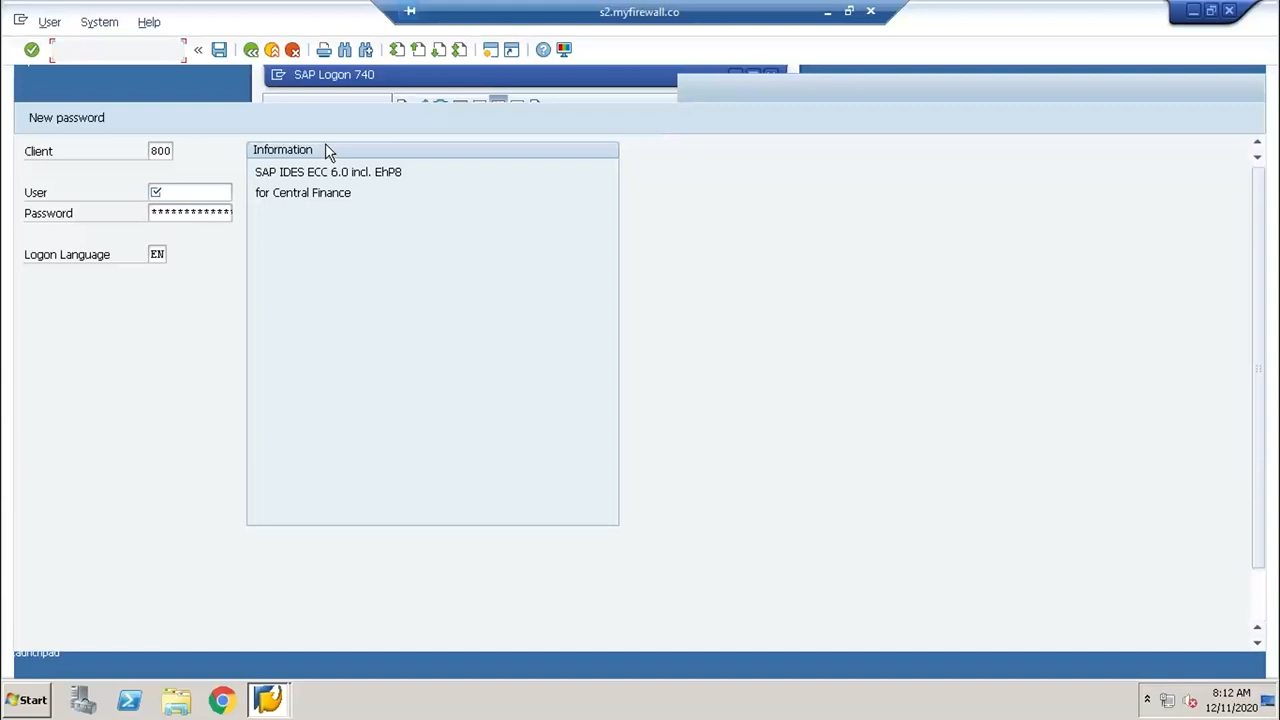 s2.myfirewall.co
User System Help
SAP Logon 740
New password
Client 800
User
Password *************
Logon Language EN
Information
SAP IDES ECC 6.0 incl. EhP8
for Central Finance
Start
8:12 AM
12/11/2020